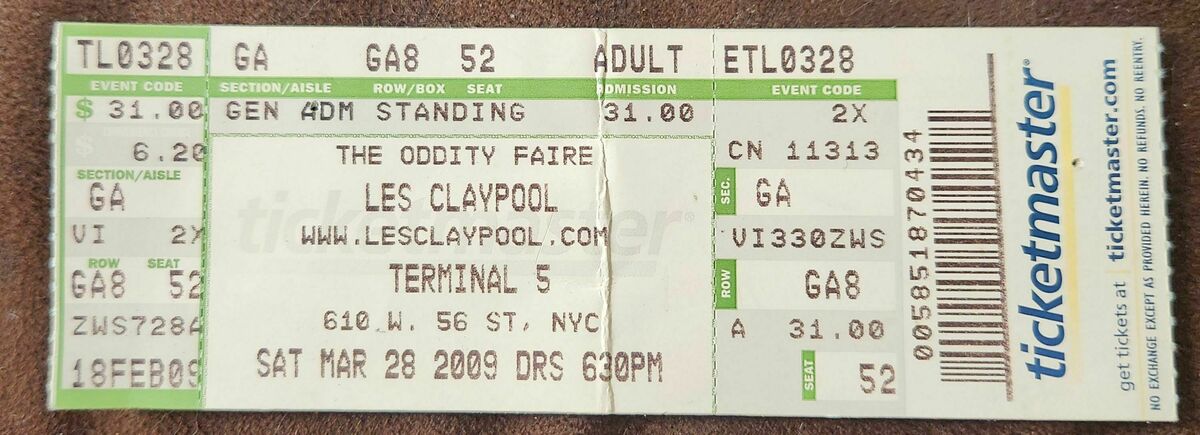 TL0328
EVENT CODE
$ 31.00
$ 6.20
SECTION/AISLE
GA
VI 2X
ROW SEAT
GA8 52
ZWS728A
18FEB09
GA GA8 52 ADULT
SECTION/AISLE ROW/BOX SEAT ADMISSION
GEN ADM STANDING 31.00
THE ODDITY FAIRE
LES CLAYPOOL
WWW.LESCLAYPOOL.COM
TERMINAL 5
610 W. 56 ST, NYC
SAT MAR 28 2009 DRS 630PM
ticketmaster®
ETL0328
EVENT CODE
2X
CN 11313
SEC. GA
VI330ZWS
ROW GA8
A 31.00
SEAT 52
005851870434
ticketmaster®
get tickets at ticketmaster.com
NO EXCHANGE EXCEPT AS PROVIDED HEREIN. NO REFUNDS. NO REENTRY.